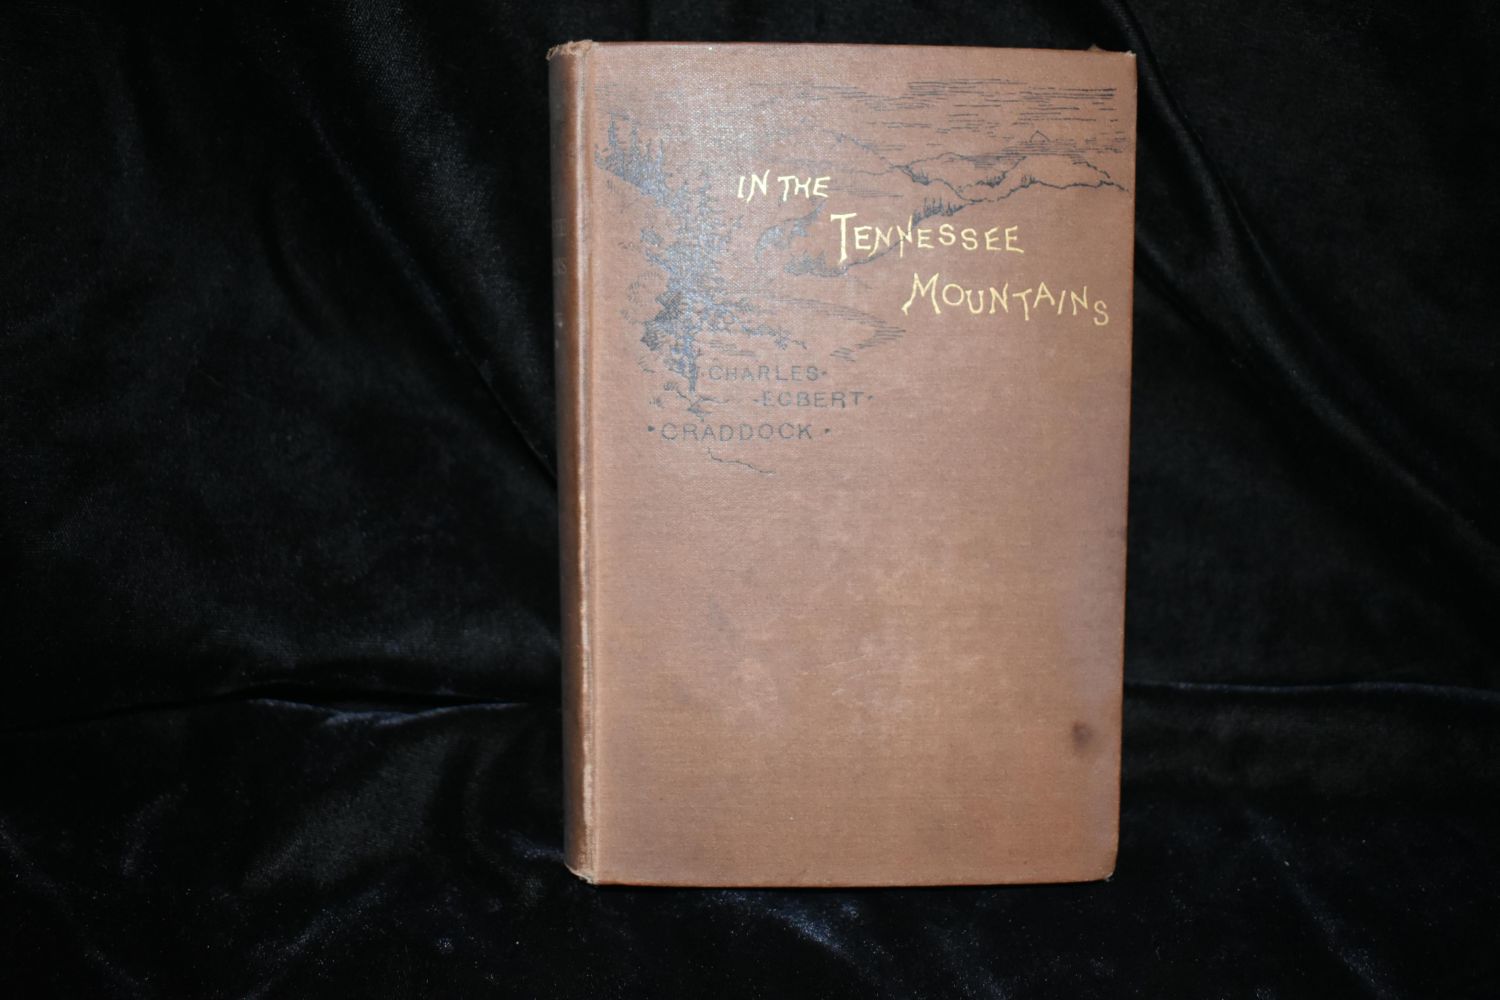 IN THE
TENNESSEE
MOUNTAINS
·CHARLES·
·EGBERT·
·CRADDOCK·